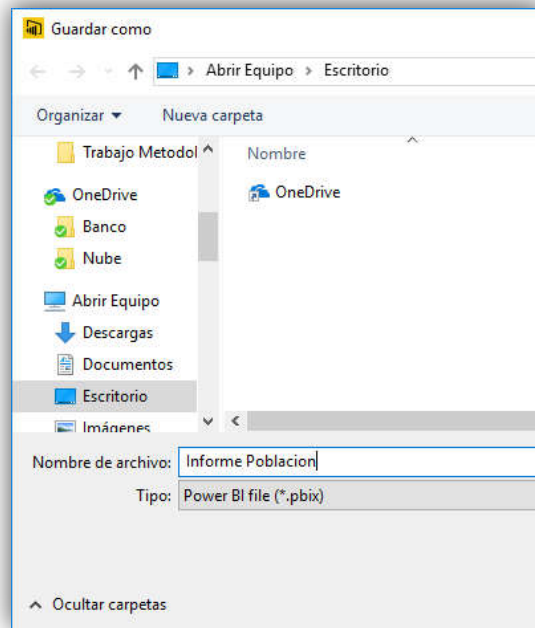 Guardar como
Abrir Equipo > Escritorio
Organizar Nueva carpeta
Trabajo Metodol
Nombre
OneDrive
OneDrive
Banco
Nube
Abrir Equipo
Descargas
Documentos
Escritorio
Imágenes
Nombre de archivo: Informe Poblacion
Tipo: Power BI file (*.pbix)
Ocultar carpetas